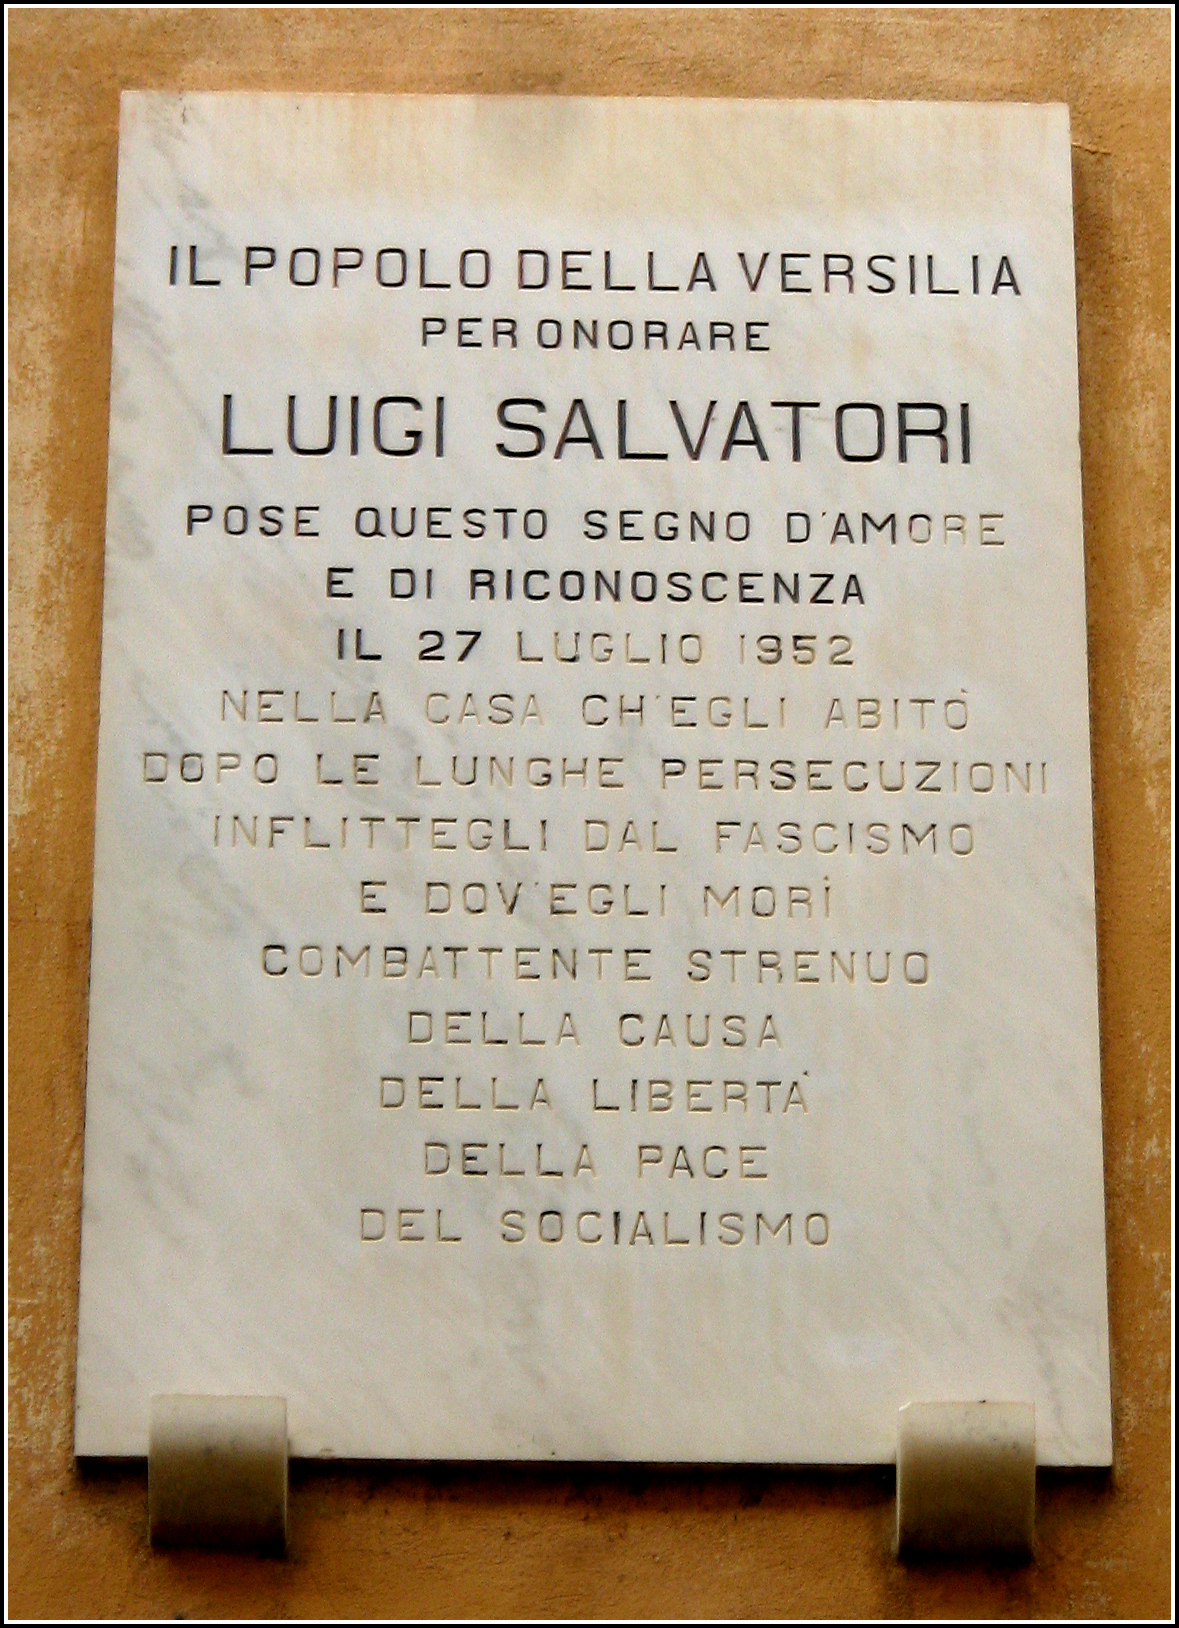 IL POPOLO DELLA VERSILIA
PER ONORARE
LUIGI SALVATORI
POSE QUESTO SEGNO D'AMORE
E DI RICONOSCENZA
IL 27 LUGLIO 1952
NELLA CASA CH'EGLI ABITÒ
DOPO LE LUNGHE PERSECUZIONI
INFLITTEGLI DAL FASCISMO
E DOV'EGLI MORÌ
COMBATTENTE STRENUO
DELLA CAUSA
DELLA LIBERTÀ
DELLA PACE
DEL SOCIALISMO